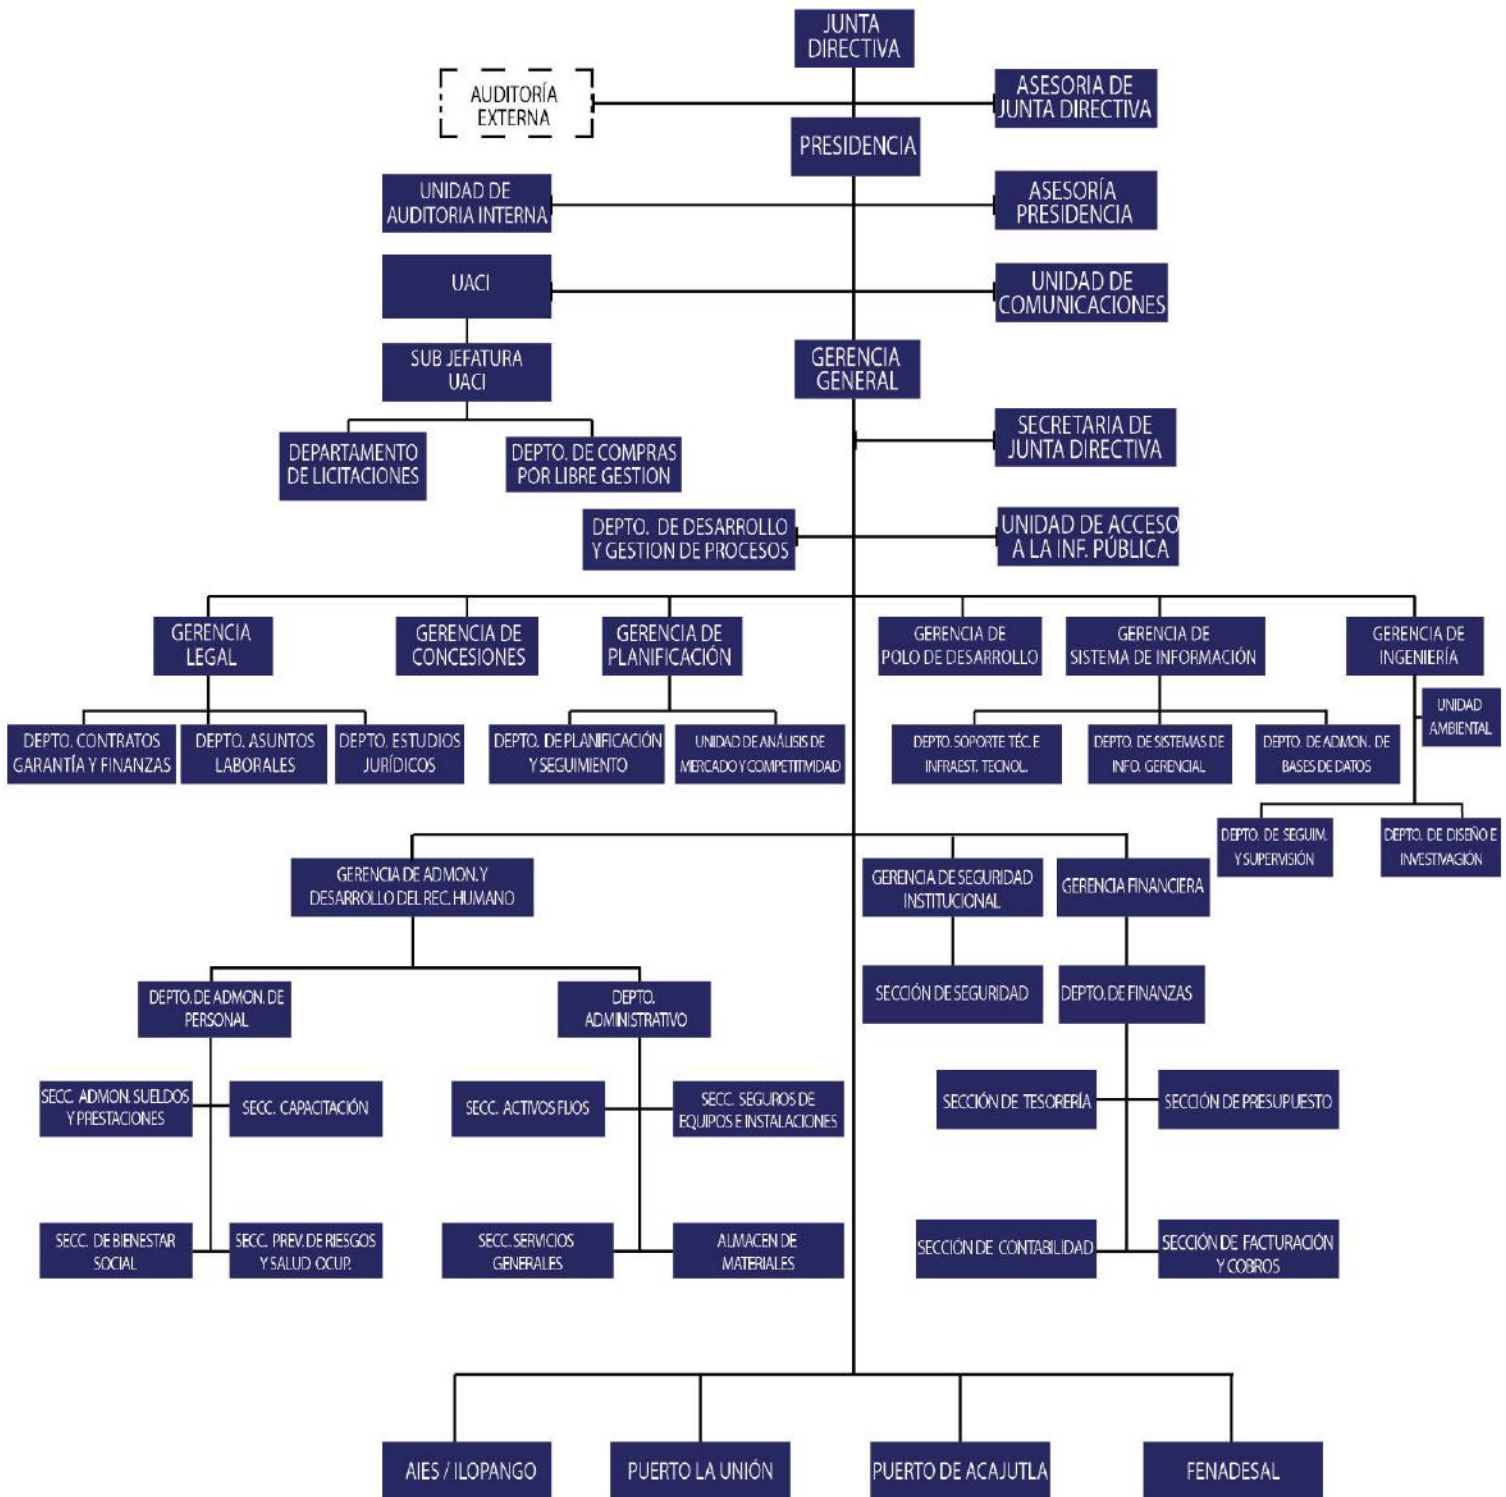 JUNTA
DIRECTIVA
AUDITORÍA
EXTERNA
ASESORIA DE
JUNTA DIRECTIVA
PRESIDENCIA
UNIDAD DE
AUDITORIA INTERNA
ASESORÍA
PRESIDENCIA
UACI
UNIDAD DE
COMUNICACIONES
SUB JEFATURA
UACI
GERENCIA
GENERAL
DEPARTAMENTO
DE LICITACIONES
DEPTO. DE COMPRAS
POR LIBRE GESTION
SECRETARIA DE
JUNTA DIRECTIVA
DEPTO. DE DESARROLLO
Y GESTION DE PROCESOS
UNIDAD DE ACCESO
A LA INF. PÚBLICA
GERENCIA
LEGAL
GERENCIA DE
CONCESIONES
GERENCIA DE
PLANIFICACIÓN
GERENCIA DE
POLO DE DESARROLLO
GERENCIA DE
SISTEMA DE INFORMACIÓN
GERENCIA DE
INGENIERÍA
UNIDAD
AMBIENTAL
DEPTO. CONTRATOS
GARANTÍA Y FINANZAS
DEPTO. ASUNTOS
LABORALES
DEPTO. ESTUDIOS
JURÍDICOS
DEPTO. DE PLANIFICACIÓN
Y SEGUIMIENTO
UNIDAD DE ANÁLISIS DE
MERCADO Y COMPETITIVIDAD
DEPTO. SOPORTE TÉC. E
INFRAEST. TECNOL.
DEPTO. DE SISTEMAS DE
INFO. GERENCIAL
DEPTO. DE ADMON. DE
BASES DE DATOS
DEPTO. DE SEGUIM.
Y SUPERVISIÓN
DEPTO. DE DISEÑO E
INVESTIVAGIÓN
GERENCIA DE ADMON. Y
DESARROLLO DEL REC. HUMANO
GERENCIA DE SEGURIDAD
INSTITUCIONAL
GERENCIA FINANCIERA
DEPTO. DE ADMON. DE
PERSONAL
DEPTO.
ADMINISTRATIVO
SECCIÓN DE SEGURIDAD
DEPTO. DE FINANZAS
SECC. ADMON. SUELDOS
Y PRESTACIONES
SECC. CAPACITACIÓN
SECC. ACTIVOS FIJOS
SECC. SEGUROS DE
EQUIPOS E INSTALACIONES
SECCIÓN DE TESORERÍA
SECCIÓN DE PRESUPUESTO
SECC. DE BIENESTAR
SOCIAL
SECC. PREV. DE RIESGOS
Y SALUD OCUP.
SECC. SERVICIOS
GENERALES
ALMACEN DE
MATERIALES
SECCIÓN DE CONTABILIDAD
SECCIÓN DE FACTURACIÓN
Y COBROS
AIES / ILOPANGO
PUERTO LA UNIÓN
PUERTO DE ACAJUTLA
FENADESAL